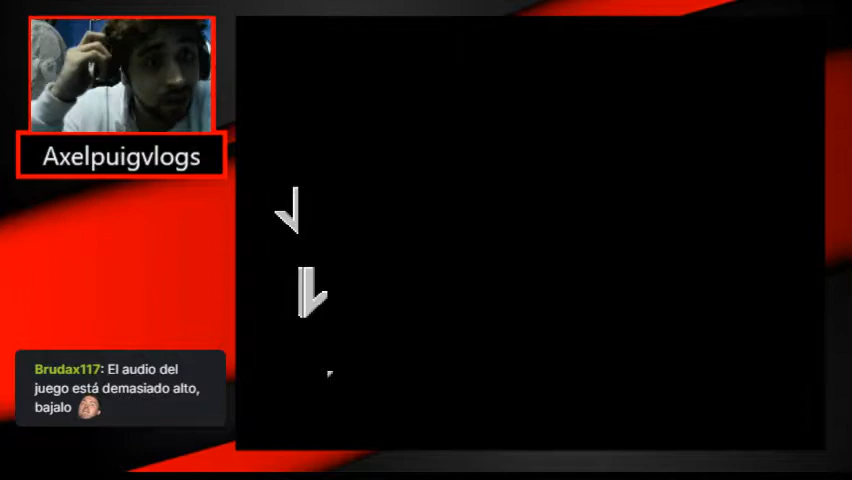 Axelpuigvlogs
Brudax117: El audio del
juego está demasiado alto,
bajalo